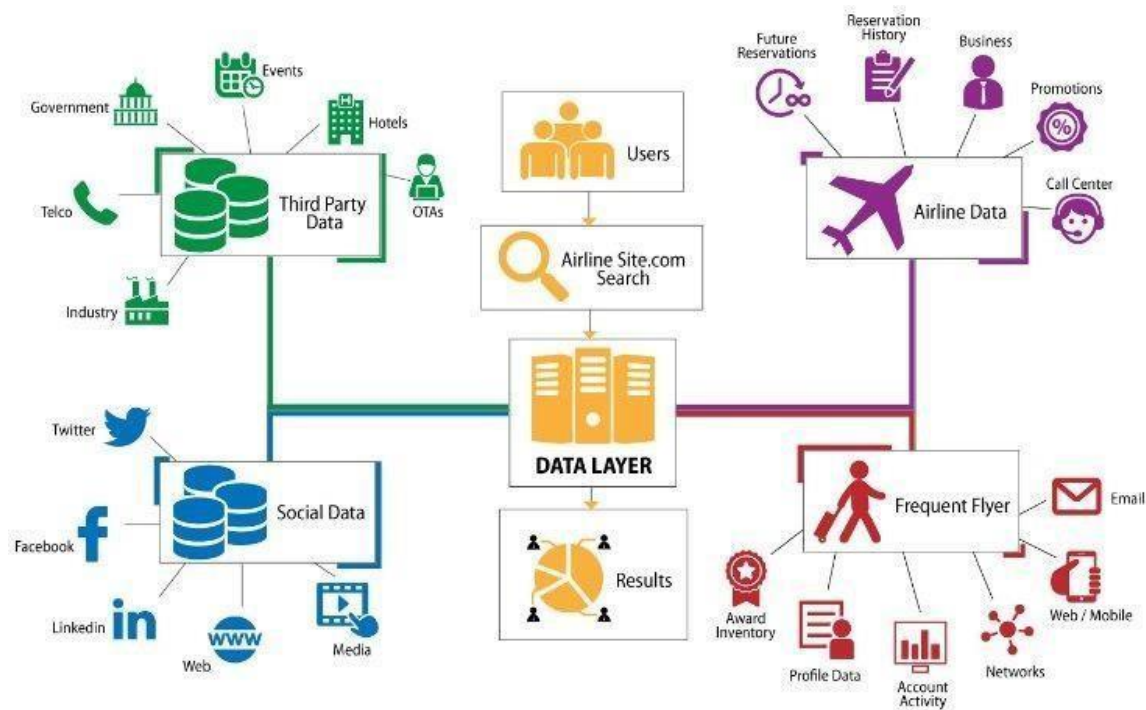 Events
Government
Hotels
Third Party
Data
OTAs
Telco
Industry
Users
Airline Site.com
Search
DATA LAYER
Results
Future
Reservations
Reservation
History
Business
Promotions
%
Airline Data
Call Center
Twitter
Social Data
Facebook
f
Linkedin
in
Web
www
Media
Frequent Flyer
Email
Web / Mobile
Networks
Account
Activity
Profile Data
Award
Inventory
H